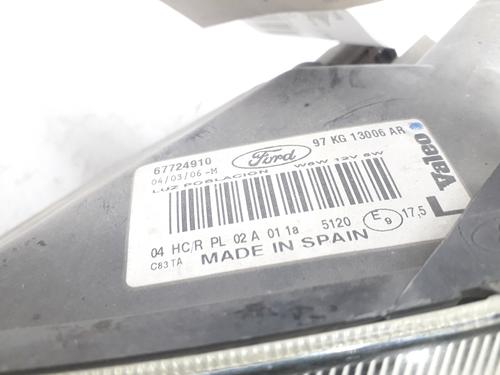 67724910 Ford 97 KG 13006 AR
04/03/06 -M
LUZ POBLACION W5W 12V 5W
Valeo
04 HC/R PL 02 A 01 1a 5120 E9 17,5
C83TA MADE IN SPAIN
L